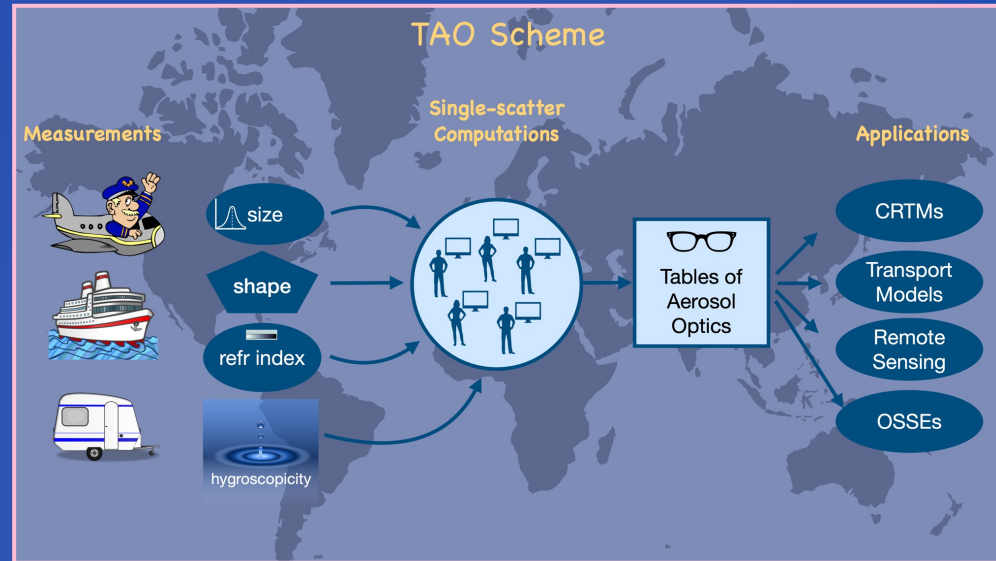 TAO Scheme
Measurements
Single-scatter
Computations
Applications
size
shape
refr index
hygroscopicity
Tables of
Aerosol
Optics
CRTMs
Transport
Models
Remote
Sensing
OSSEs